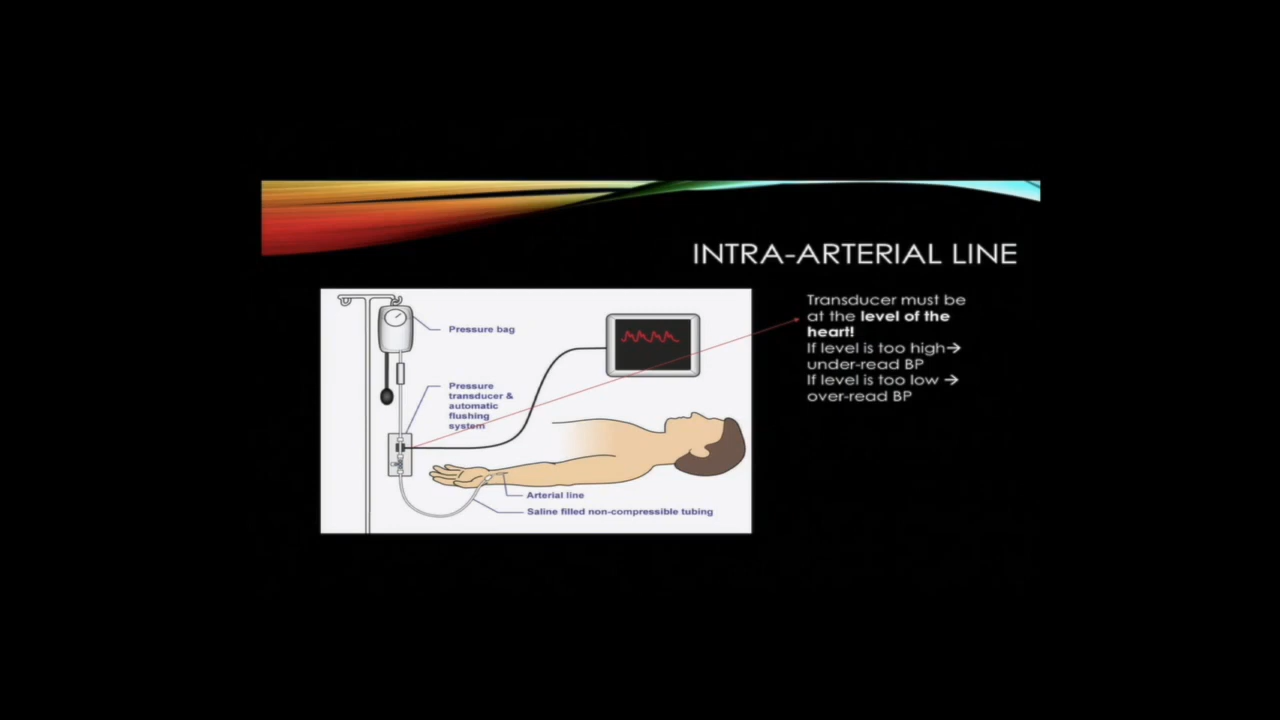 INTRA-ARTERIAL LINE
Pressure bag
Pressure
transducer &
automatic
flushing
system
Arterial line
Saline filled non-compressible tubing
Transducer must be
at the level of the
heart!
If level is too high→
under-read BP
If level is too low →
over-read BP